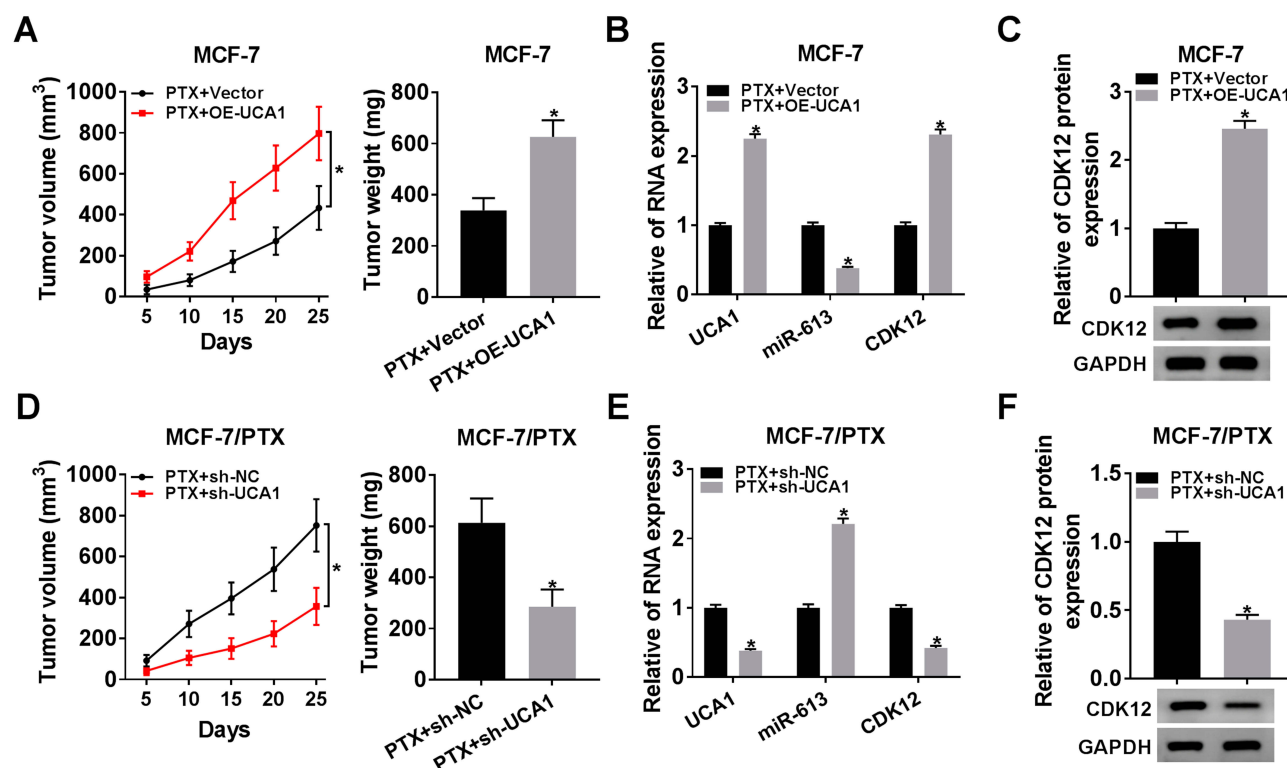 A
MCF-7
Tumor volume (mm³)
1000
800
600
400
200
0
5 10 15 20 25
Days
PTX+Vector
PTX+OE-UCA1
*
MCF-7
Tumor weight (mg)
800
600
400
200
0
*
PTX+Vector
PTX+OE-UCA1
B
MCF-7
Relative of RNA expression
3
2
1
0
PTX+Vector
PTX+OE-UCA1
* * *
UCA1 miR-613 CDK12
C
MCF-7
PTX+Vector
PTX+OE-UCA1
Relative of CDK12 protein
expression
3
2
1
0
*
CDK12
GAPDH
D
MCF-7/PTX
Tumor volume (mm³)
1000
800
600
400
200
0
5 10 15 20 25
Days
PTX+sh-NC
PTX+sh-UCA1
*
MCF-7/PTX
Tumor weight (mg)
800
600
400
200
0
*
PTX+sh-NC
PTX+sh-UCA1
E
MCF-7/PTX
Relative of RNA expression
3
2
1
0
PTX+sh-NC
PTX+sh-UCA1
* * *
UCA1 miR-613 CDK12
F
MCF-7/PTX
PTX+sh-NC
PTX+sh-UCA1
Relative of CDK12 protein
expression
1.5
1.0
0.5
0.0
*
CDK12
GAPDH